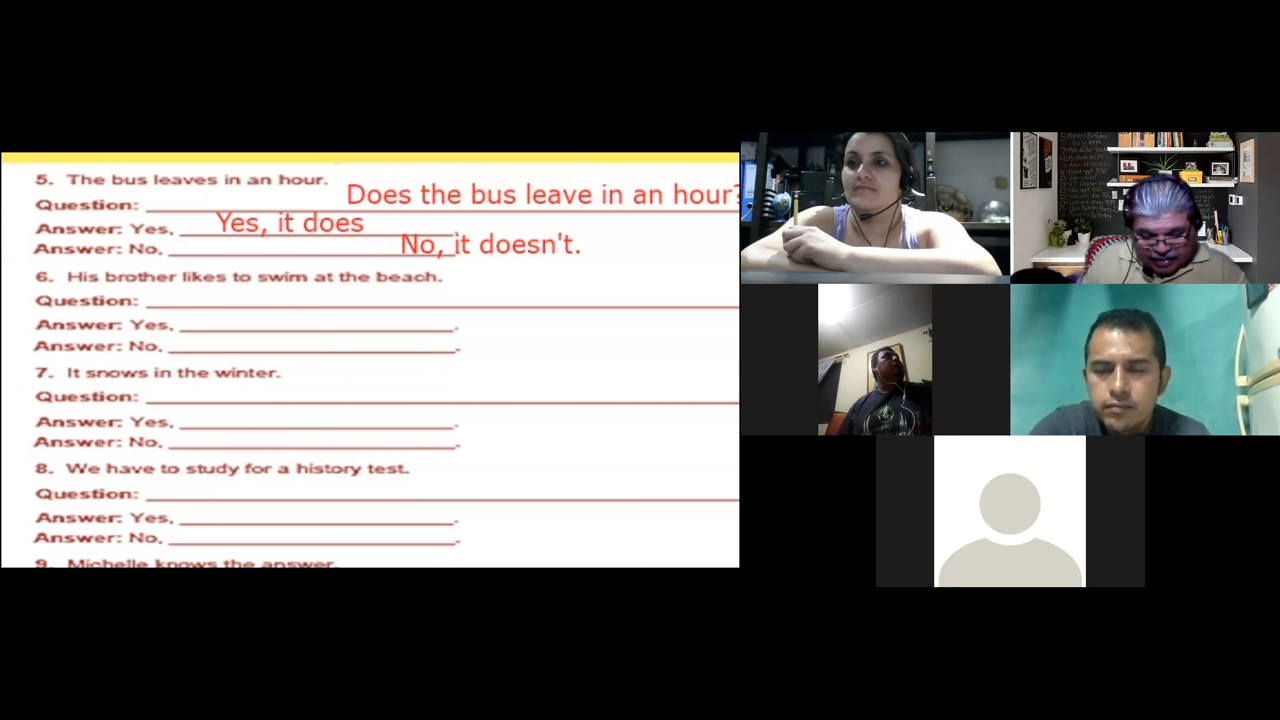 5. The bus leaves in an hour.
Question: Does the bus leave in an hour?
Answer: Yes, Yes, it does.
Answer: No, No, it doesn't.
6. His brother likes to swim at the beach.
Question:
Answer: Yes, .
Answer: No, .
7. It snows in the winter.
Question:
Answer: Yes, .
Answer: No, .
8. We have to study for a history test.
Question:
Answer: Yes, .
Answer: No, .
9. Michelle knows the answer.